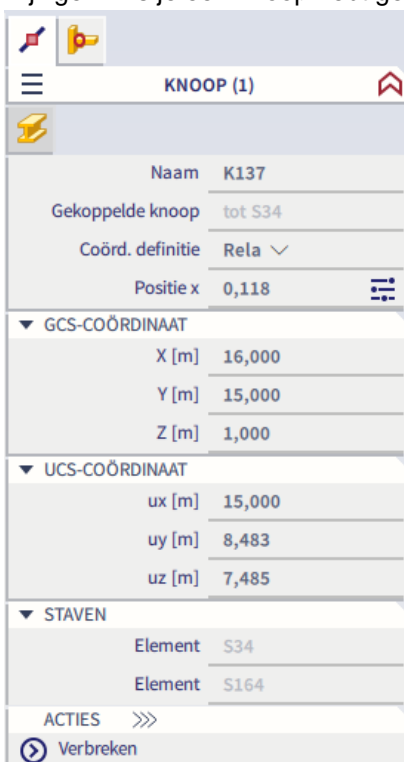 KNOOP (1)
Naam K137
Gekoppelde knoop tot S34
Coörd. definitie Rela
Positie x 0,118
GCS-COÖRDINAAT
X [m] 16,000
Y [m] 15,000
Z [m] 1,000
UCS-COÖRDINAAT
ux [m] 15,000
uy [m] 8,483
uz [m] 7,485
STAVEN
Element S34
Element S164
ACTIES >>>
Verbreken